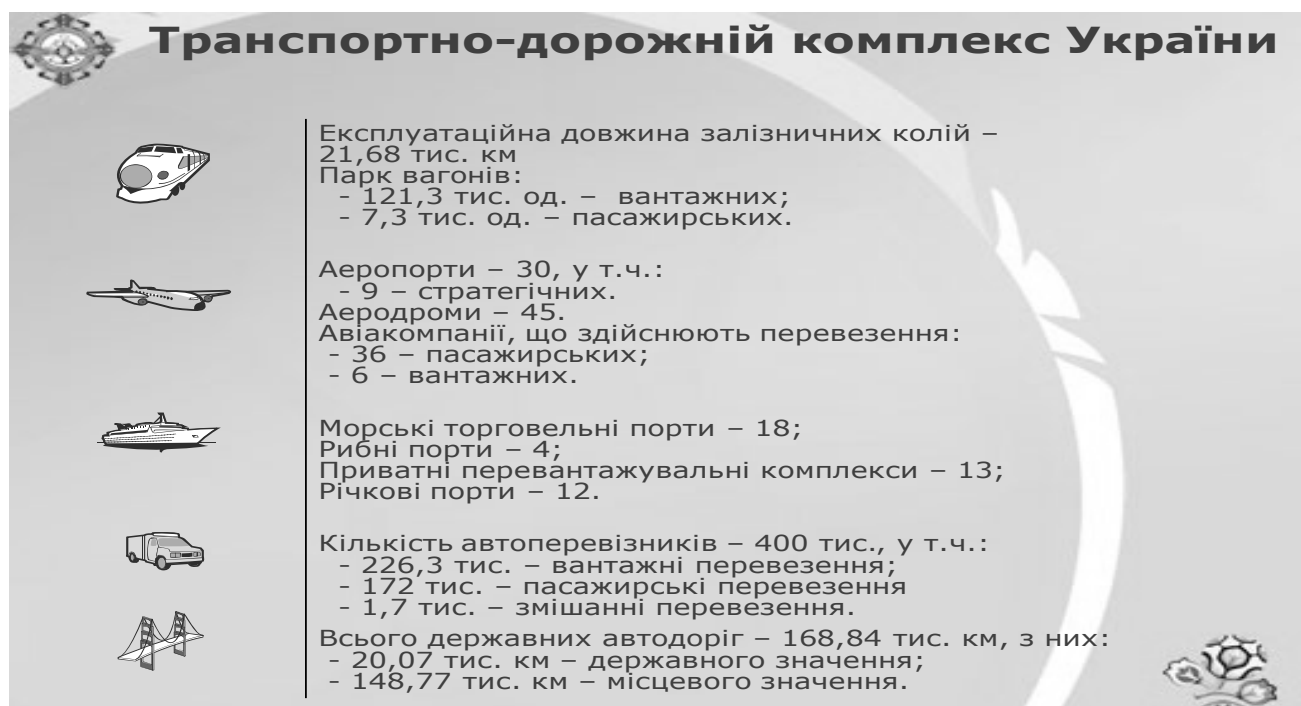 Транспортно-дорожній комплекс України
Експлуатаційна довжина залізничних колій –
21,68 тис. км
Парк вагонів:
- 121,3 тис. од. – вантажних;
- 7,3 тис. од. – пасажирських.
Аеропорти – 30, у т.ч.:
- 9 – стратегічних.
Аеродроми – 45.
Авіакомпанії, що здійснюють перевезення:
- 36 – пасажирських;
- 6 – вантажних.
Морські торговельні порти – 18;
Рибні порти – 4;
Приватні перевантажувальні комплекси – 13;
Річкові порти – 12.
Кількість автоперевізників – 400 тис., у т.ч.:
- 226,3 тис. – вантажні перевезення;
- 172 тис. – пасажирські перевезення
- 1,7 тис. – змішанні перевезення.
Всього державних автодоріг – 168,84 тис. км, з них:
- 20,07 тис. км – державного значення;
- 148,77 тис. км – місцевого значення.